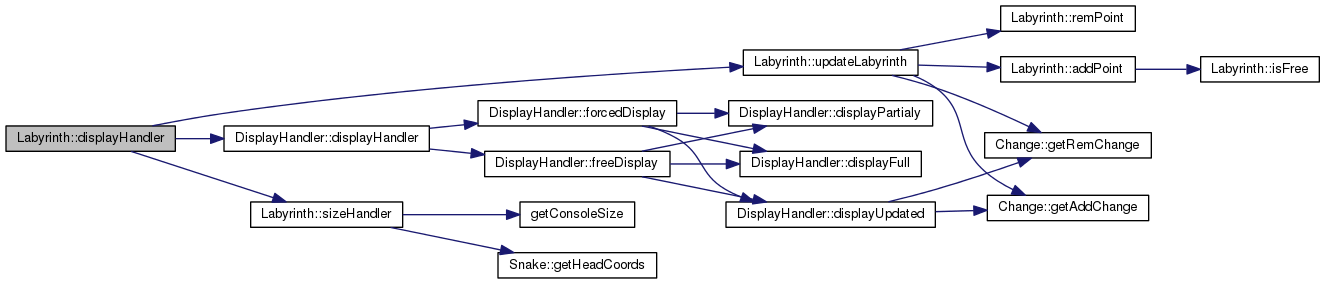 Labyrinth::displayHandler
Labyrinth::updateLabyrinth
Labyrinth::remPoint
Labyrinth::addPoint
Labyrinth::isFree
DisplayHandler::displayHandler
DisplayHandler::forcedDisplay
DisplayHandler::displayPartialy
DisplayHandler::freeDisplay
DisplayHandler::displayFull
Change::getRemChange
DisplayHandler::displayUpdated
Change::getAddChange
Labyrinth::sizeHandler
getConsoleSize
Snake::getHeadCoords